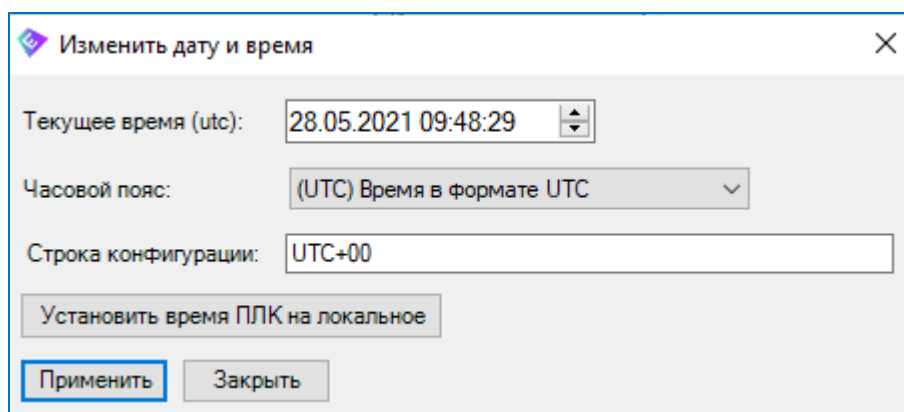 Изменить дату и время
Текущее время (utc): 28.05.2021 09:48:29
Часовой пояс: (UTC) Время в формате UTC
Строка конфигурации: UTC+00
Установить время ПЛК на локальное
Применить Закрыть